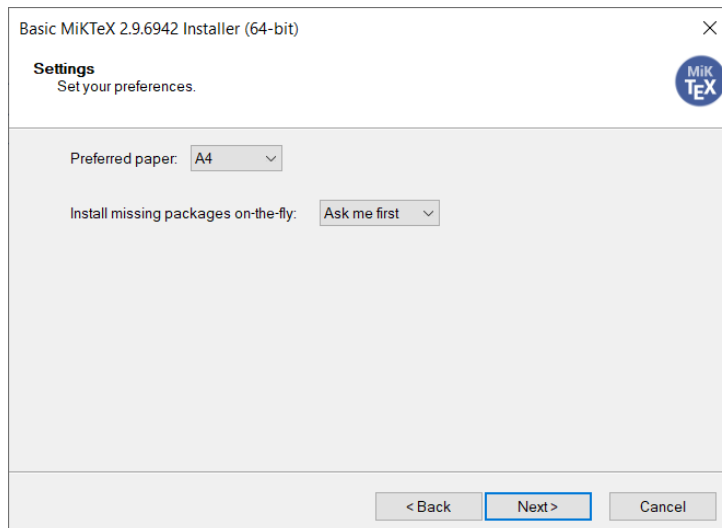 Basic MiKTeX 2.9.6942 Installer (64-bit)
Settings
Set your preferences.
MiK
TEX
Preferred paper: A4
Install missing packages on-the-fly: Ask me first
< Back Next > Cancel